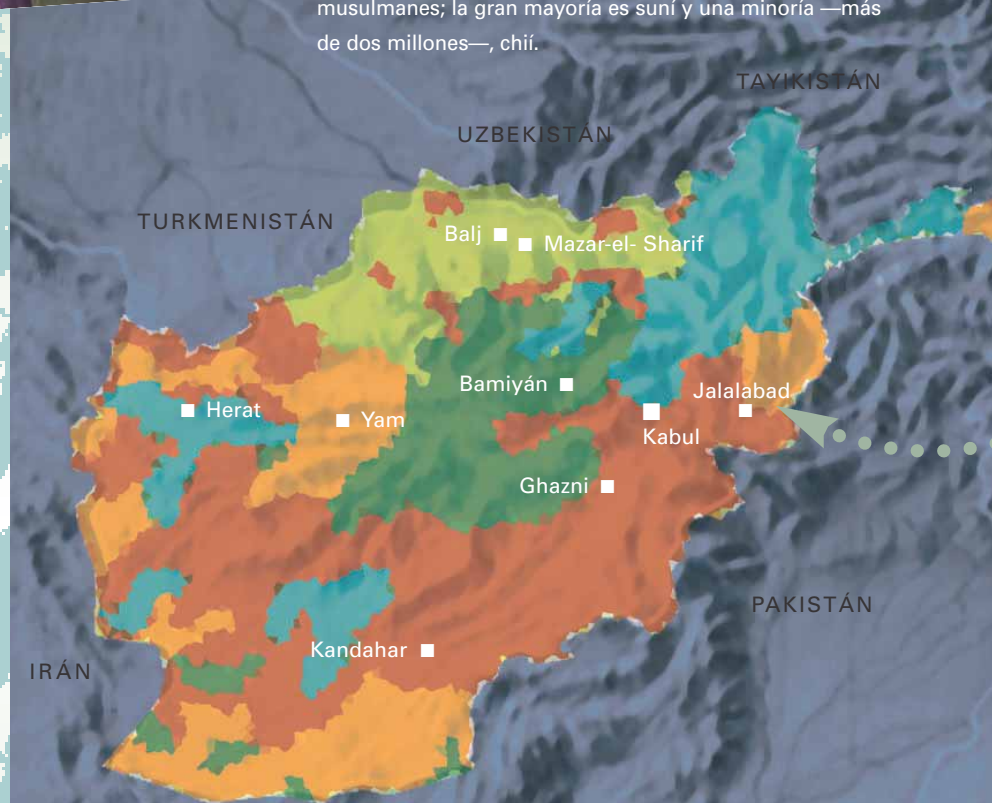 musulmanes; la gran mayoría es suní y una minoría —más
de dos millones—, chií.
TAYIKISTÁN
UZBEKISTÁN
TURKMENISTÁN
Balj
Mazar-el- Sharif
Bamiyán
Jalalabad
Herat
Yam
Kabul
Ghazni
PAKISTÁN
Kandahar
IRÁN